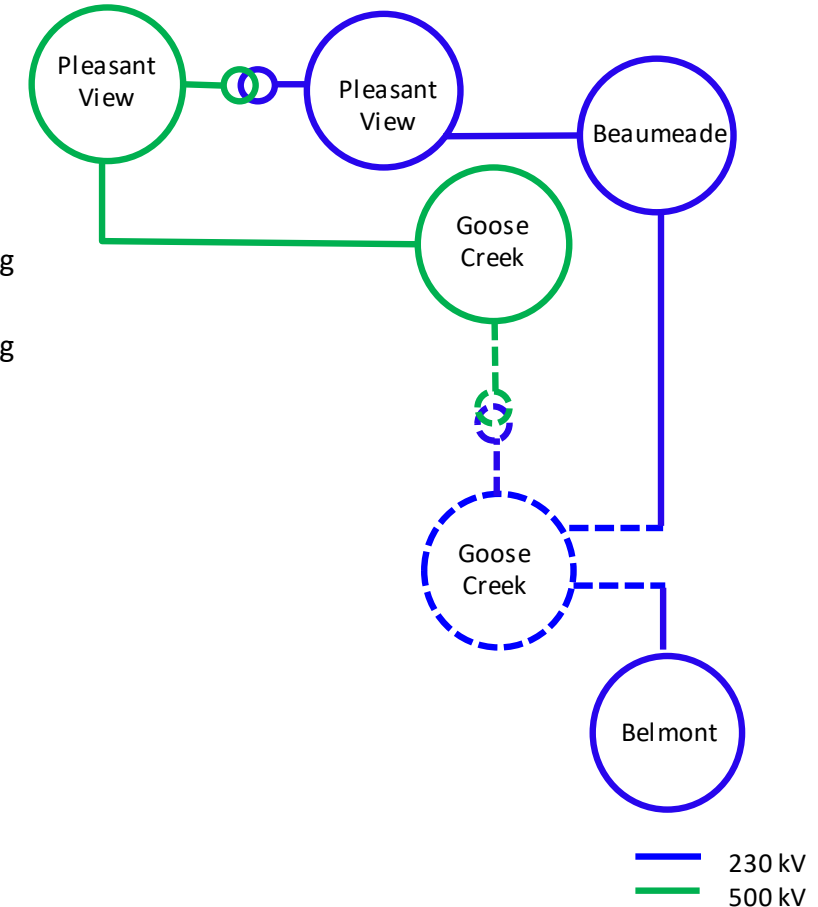 Pleasant
View
Pleasant
View
Beaumeade
Goose
Creek
g
g
Goose
Creek
Belmont
230 kV
500 kV